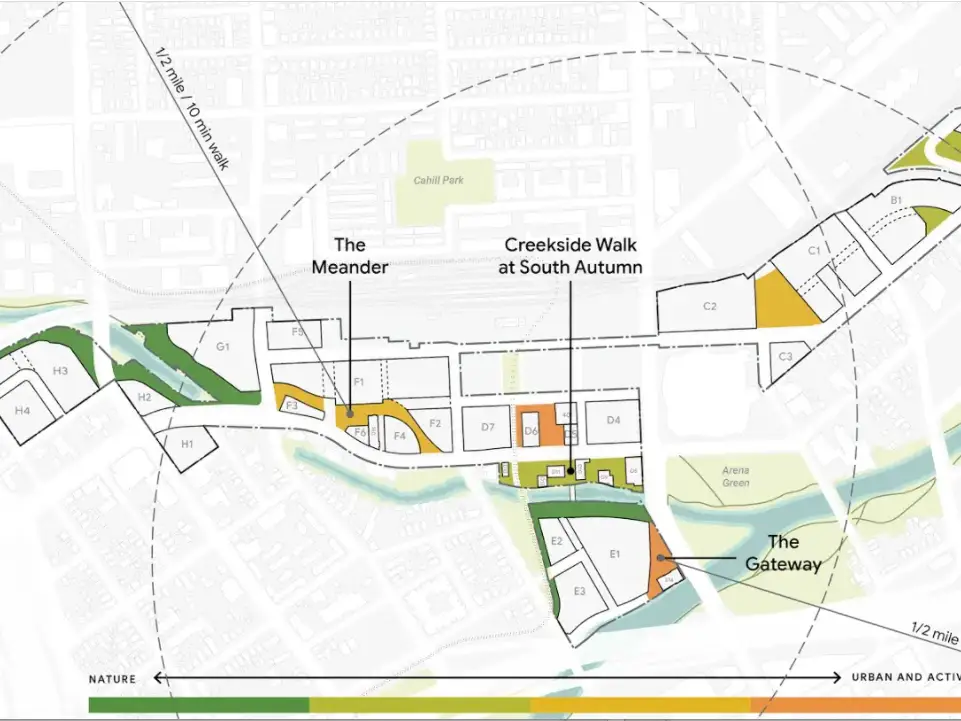 1/2 mile / 10 min walk
Cahill Park
The
Meander
Creekside Walk
at South Autumn
B1
C1
C2
C3
F5
G1
H3
H4
H2
H1
F1
F3
F6
F4
F2
D7
D6
D4
Arena
Green
E2
E1
E3
The
Gateway
1/2 mile
NATURE
URBAN AND ACTIV